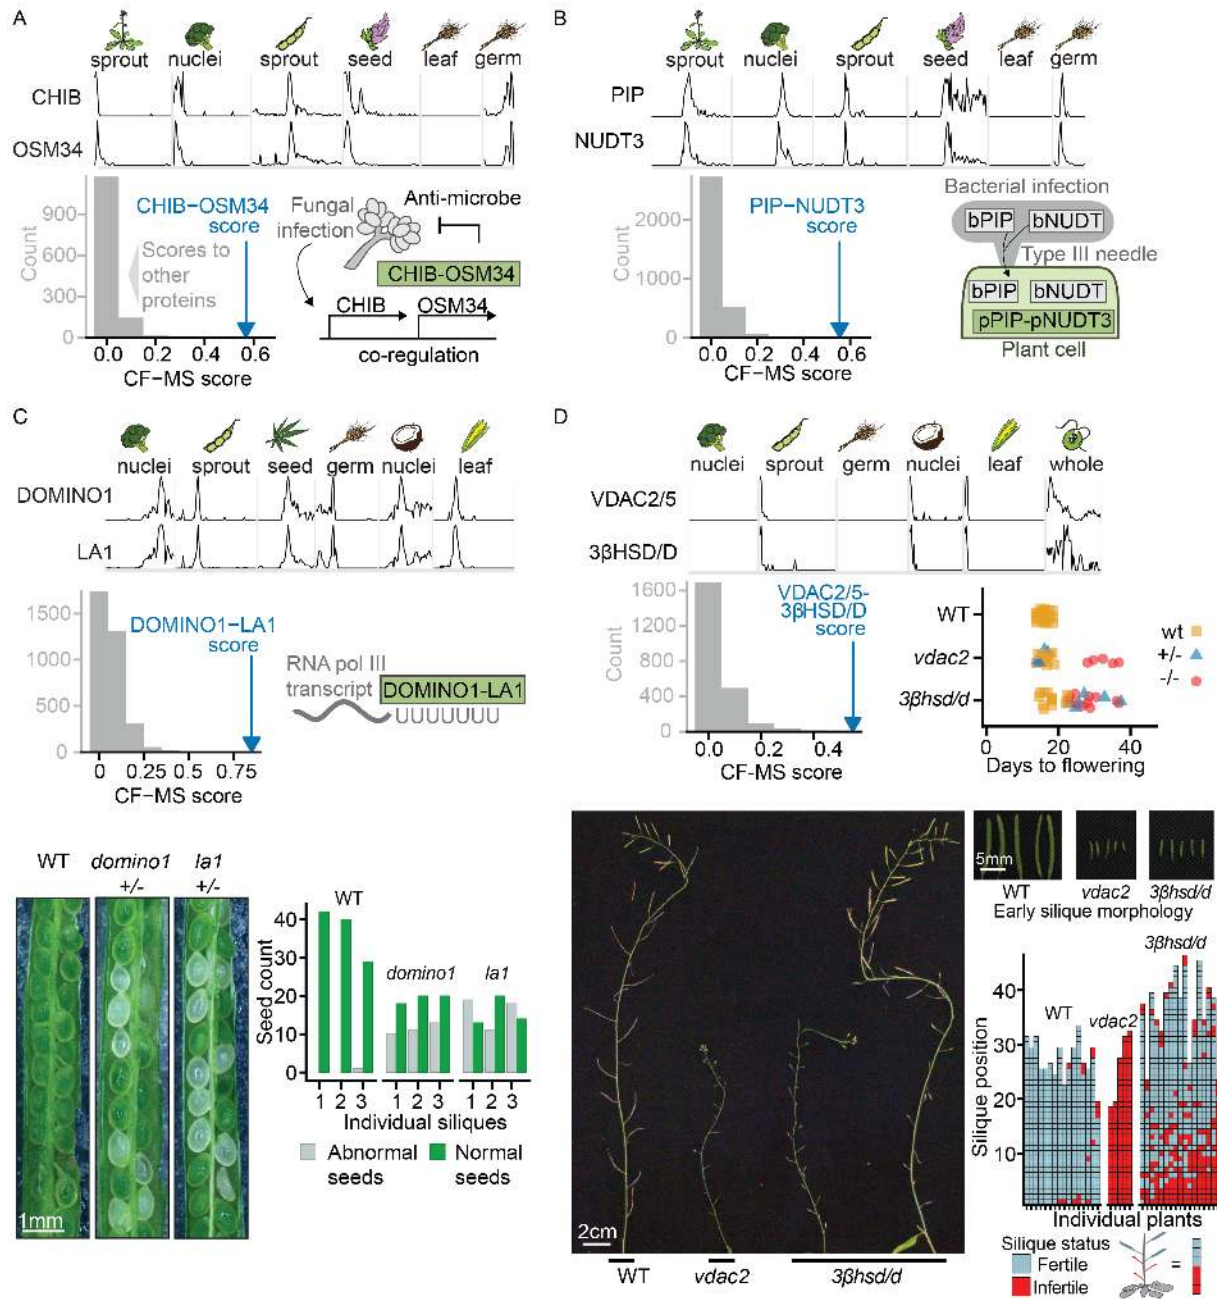 A
sprout nuclei sprout seed leaf germ
CHIB
OSM34
900
600
300
0
Count
CHIB−OSM34
score
Scores to
other
proteins
0.0 0.2 0.4 0.6
CF−MS score
Fungal
infection
Anti-microbe
CHIB-OSM34
CHIB OSM34
co-regulation
B
sprout nuclei sprout seed leaf germ
PIP
NUDT3
2000
1000
0
Count
PIP−NUDT3
score
0.0 0.2 0.4 0.6
CF−MS score
Bacterial infection
bPIP bNUDT
Type III needle
bPIP bNUDT
pPIP-pNUDT3
Plant cell
C
nuclei sprout seed germ nuclei leaf
DOMINO1
LA1
1500
1000
500
0
DOMINO1−LA1
score
0 0.25 0.5 0.75
CF−MS score
RNA pol III
transcript
DOMINO1-LA1
UUUUUUU
WT domino1 +/- la1 +/-
1mm
WT
domino1 la1
Seed count
40
30
20
10
0
1 2 3 1 2 3 1 2 3
Individual siliques
Abnormal seeds
Normal seeds
D
nuclei sprout germ nuclei leaf whole
VDAC2/5
3βHSD/D
1600
1200
800
400
0
Count
VDAC2/5-
3βHSD/D
score
0.0 0.2 0.4
CF−MS score
WT
vdac2
3βhsd/d
wt
+/-
-/-
0 20 40
Days to flowering
2cm
WT vdac2 3βhsd/d
5mm
WT vdac2 3βhsd/d
Early silique morphology
3βhsd/d
WT vdac2
Silique position
40
30
20
10
Individual plants
Silique status
Fertile
Infertile
=